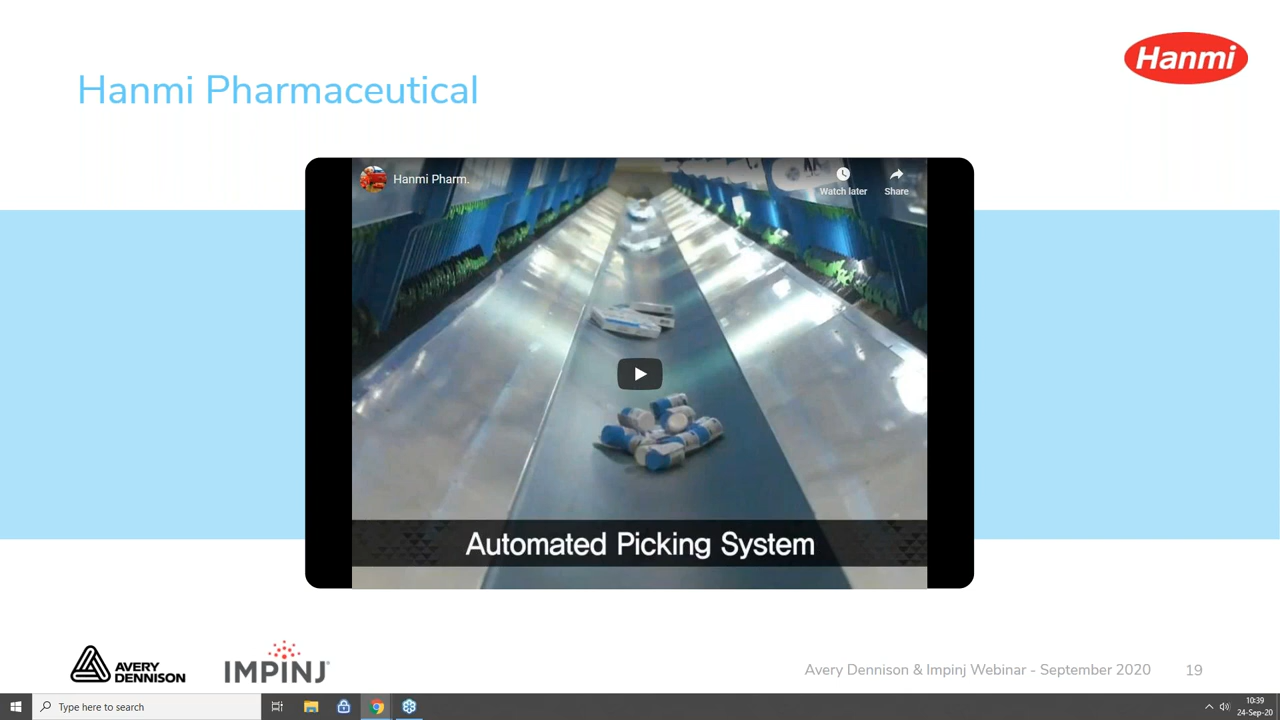 Hanmi
Hanmi Pharmaceutical
Hanmi Pharm.
Watch later
Share
Automated Picking System
AVERY
DENNISON
IMPINJ
Avery Dennison & Impinj Webinar - September 2020
19
Type here to search
10:39
24-Sep-20